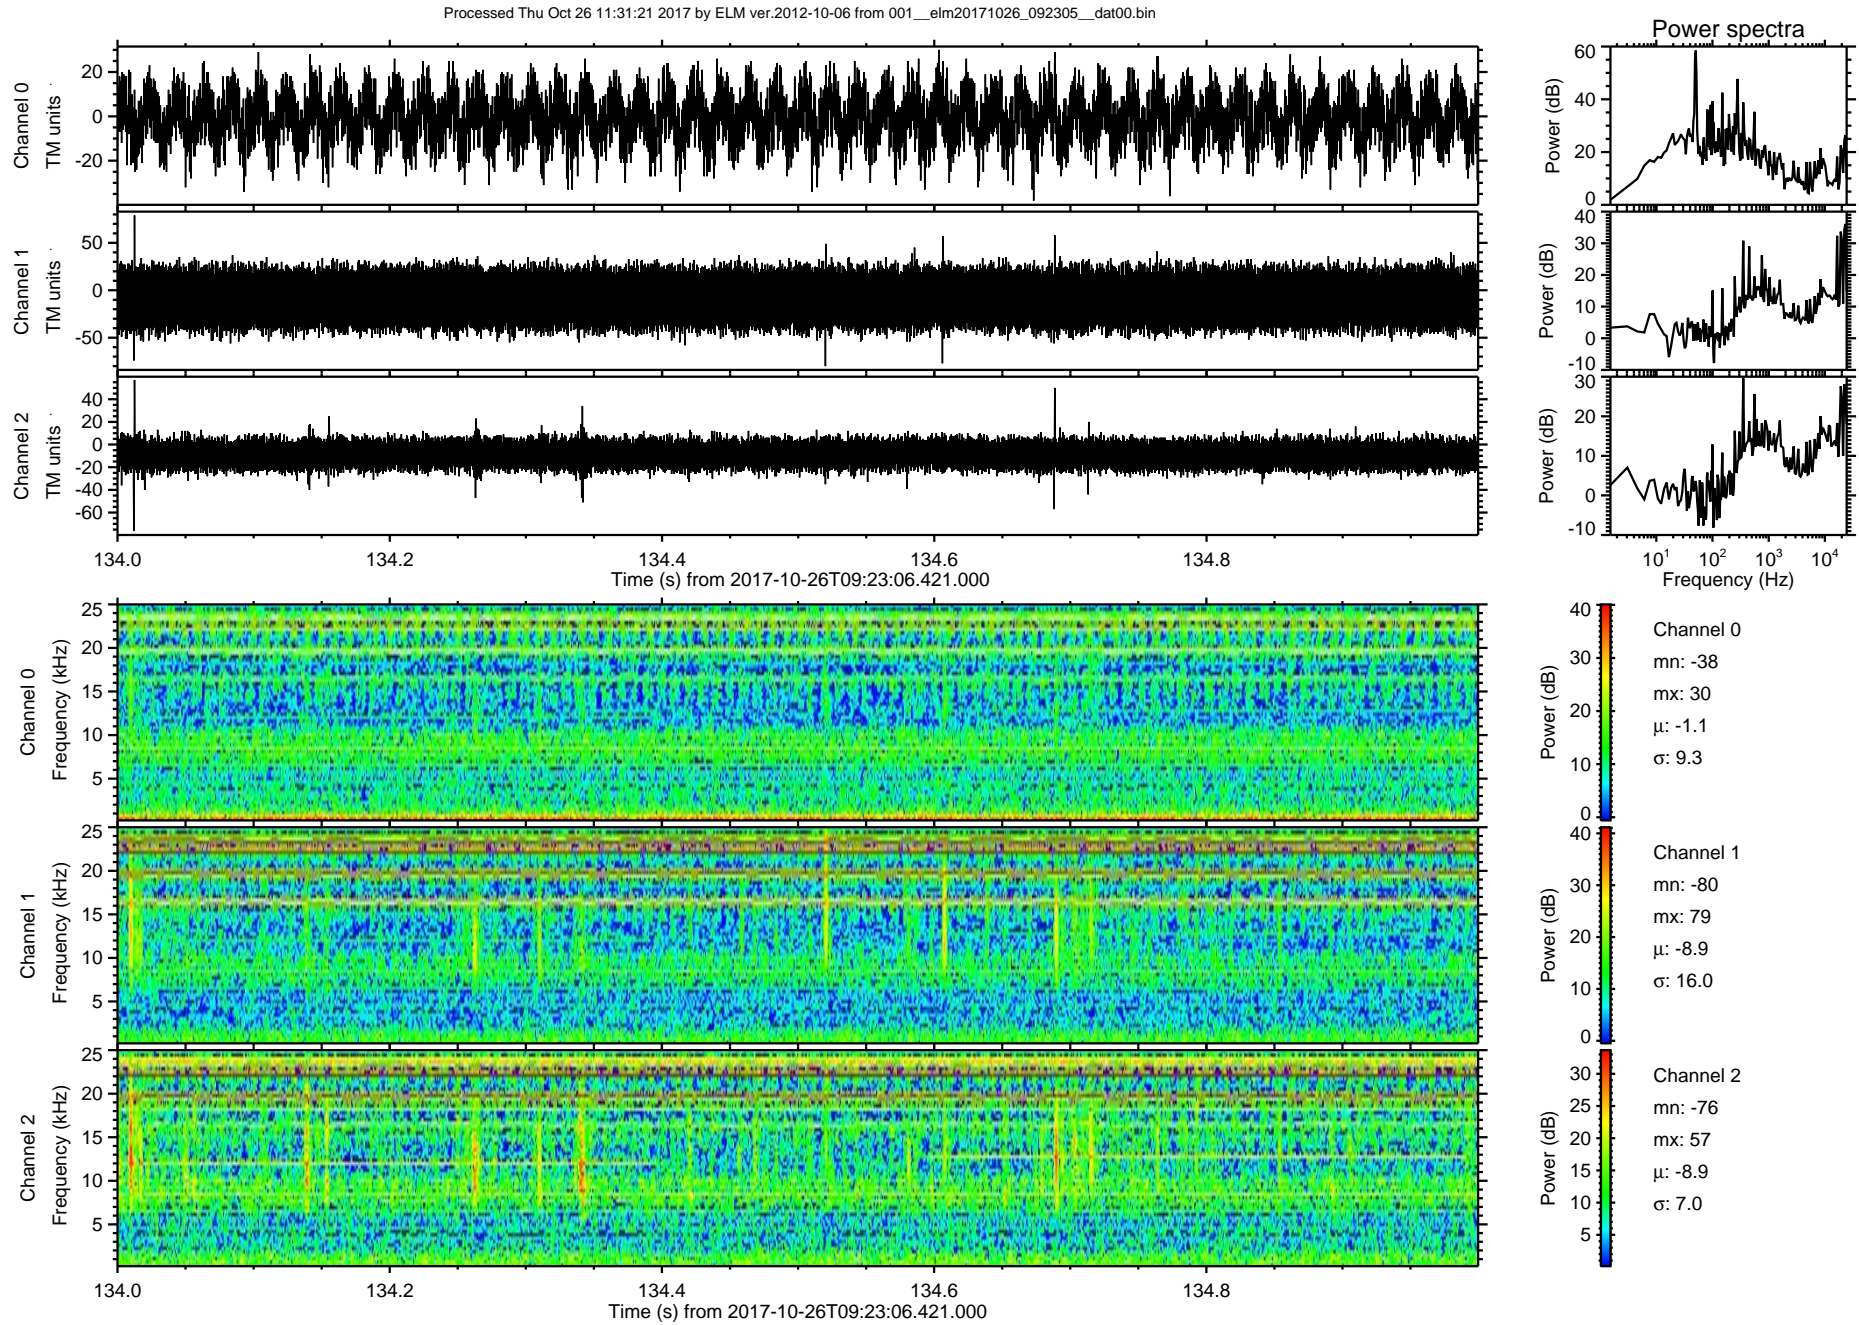 Processed Thu Oct 26 11:31:21 2017 by ELM ver.2012-10-06 from 001__elm20171026_092305__dat00.bin
Power spectra
Channel 0
TM units
20
0
-20
Power (dB)
60
40
20
0
Channel 1
TM units
50
0
-50
Power (dB)
40
30
20
10
0
-10
Channel 2
TM units
40
20
0
-20
-40
-60
Power (dB)
30
20
10
0
-10
134.0 134.2 134.4 134.6 134.8
Time (s) from 2017-10-26T09:23:06.421.000
10^1 10^2 10^3 10^4
Frequency (Hz)
Channel 0
Frequency (kHz)
25
20
15
10
5
Power (dB)
40
30
20
10
0
Channel 0
mn: -38
mx: 30
μ: -1.1
σ: 9.3
Channel 1
Frequency (kHz)
25
20
15
10
5
Power (dB)
40
30
20
10
0
Channel 1
mn: -80
mx: 79
μ: -8.9
σ: 16.0
Channel 2
Frequency (kHz)
25
20
15
10
5
Power (dB)
30
25
20
15
10
5
Channel 2
mn: -76
mx: 57
μ: -8.9
σ: 7.0
134.0 134.2 134.4 134.6 134.8
Time (s) from 2017-10-26T09:23:06.421.000